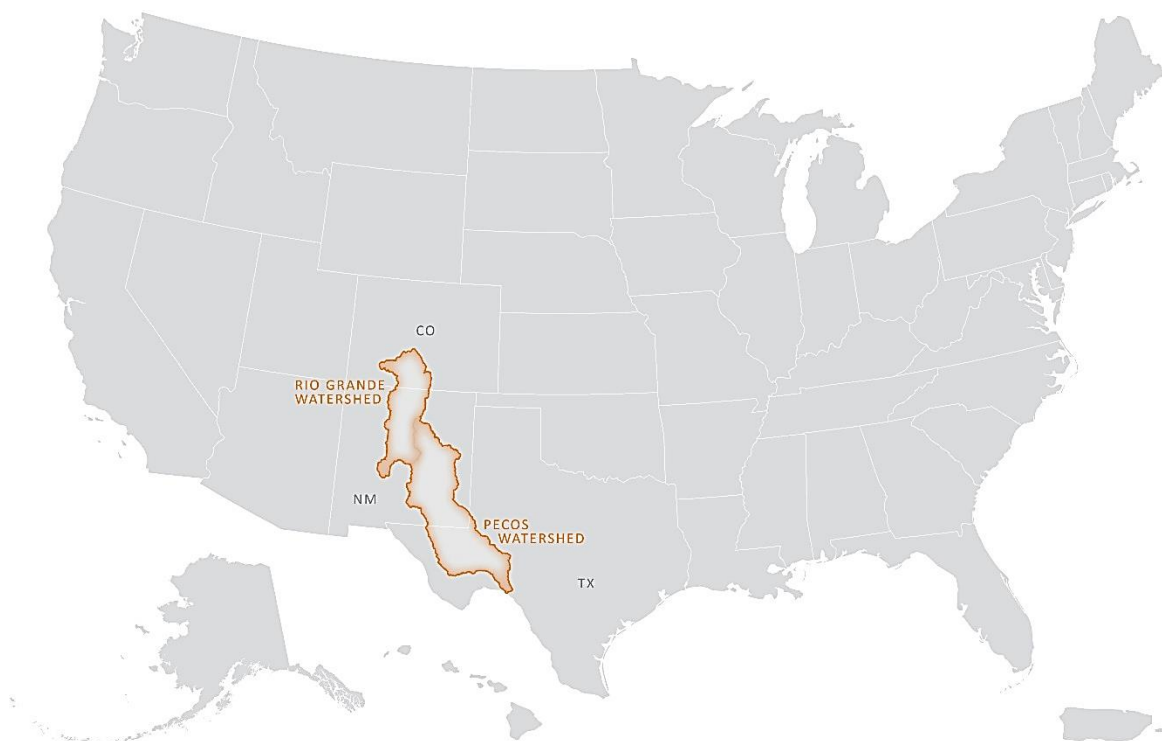 CO
RIO GRANDE
WATERSHED
NM
PECOS
WATERSHED
TX